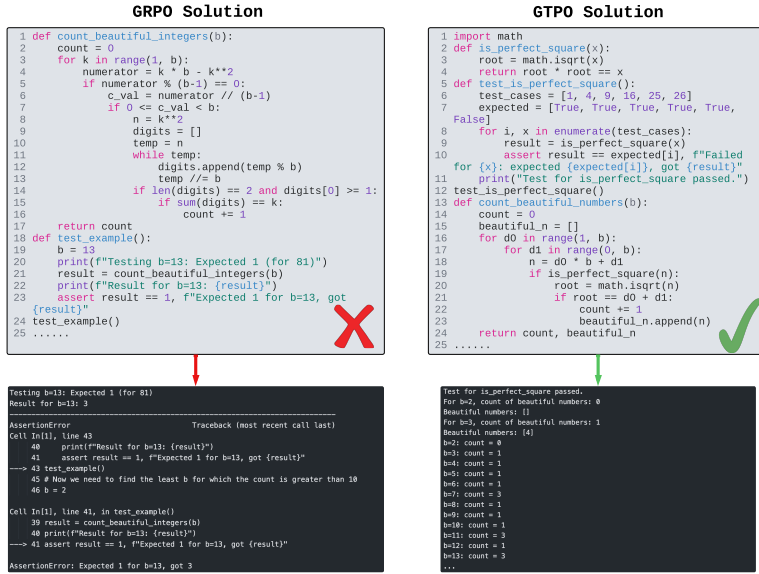 GRPO Solution
1 def count_beautiful_integers(b):
2 count = 0
3 for k in range(1, b):
4 numerator = k * b - k**2
5 if numerator % (b-1) == 0:
6 c_val = numerator // (b-1)
7 if 0 <= c_val < b:
8 n = k**2
9 digits = []
10 temp = n
11 while temp:
12 digits.append(temp % b)
13 temp //= b
14 if len(digits) == 2 and digits[0] >= 1:
15 if sum(digits) == k:
16 count += 1
17 return count
18 def test_example():
19 b = 13
20 print(f"Testing b=13: Expected 1 (for 81)")
21 result = count_beautiful_integers(b)
22 print(f"Result for b=13: {result}")
23 assert result == 1, f"Expected 1 for b=13, got
{result}"
24 test_example()
25 ......
Testing b=13: Expected 1 (for 81)
Result for b=13: 3
---------------------------------------------------------------------------
AssertionError Traceback (most recent call last)
Cell In[1], line 43
40 print(f"Result for b=13: {result}")
41 assert result == 1, f"Expected 1 for b=13, got {result}"
---> 43 test_example()
45 # Now we need to find the least b for which the count is greater than 10
46 b = 2
Cell In[1], line 41, in test_example()
39 result = count_beautiful_integers(b)
40 print(f"Result for b=13: {result}")
---> 41 assert result == 1, f"Expected 1 for b=13, got {result}"
AssertionError: Expected 1 for b=13, got 3
GTPO Solution
1 import math
2 def is_perfect_square(x):
3 root = math.isqrt(x)
4 return root * root == x
5 def test_is_perfect_square():
6 test_cases = [1, 4, 9, 16, 25, 26]
7 expected = [True, True, True, True, True,
False]
8 for i, x in enumerate(test_cases):
9 result = is_perfect_square(x)
10 assert result == expected[i], f"Failed
for {x}: expected {expected[i]}, got {result}"
11 print("Test for is_perfect_square passed.")
12 test_is_perfect_square()
13 def count_beautiful_numbers(b):
14 count = 0
15 beautiful_n = []
16 for d0 in range(1, b):
17 for d1 in range(0, b):
18 n = d0 * b + d1
19 if is_perfect_square(n):
20 root = math.isqrt(n)
21 if root == d0 + d1:
22 count += 1
23 beautiful_n.append(n)
24 return count, beautiful_n
25 ......
Test for is_perfect_square passed.
For b=2, count of beautiful numbers: 0
Beautiful numbers: []
For b=3, count of beautiful numbers: 1
Beautiful numbers: [4]
b=2: count = 0
b=3: count = 1
b=4: count = 1
b=5: count = 1
b=6: count = 1
b=7: count = 3
b=8: count = 1
b=9: count = 1
b=10: count = 1
b=11: count = 3
b=12: count = 1
b=13: count = 3
...